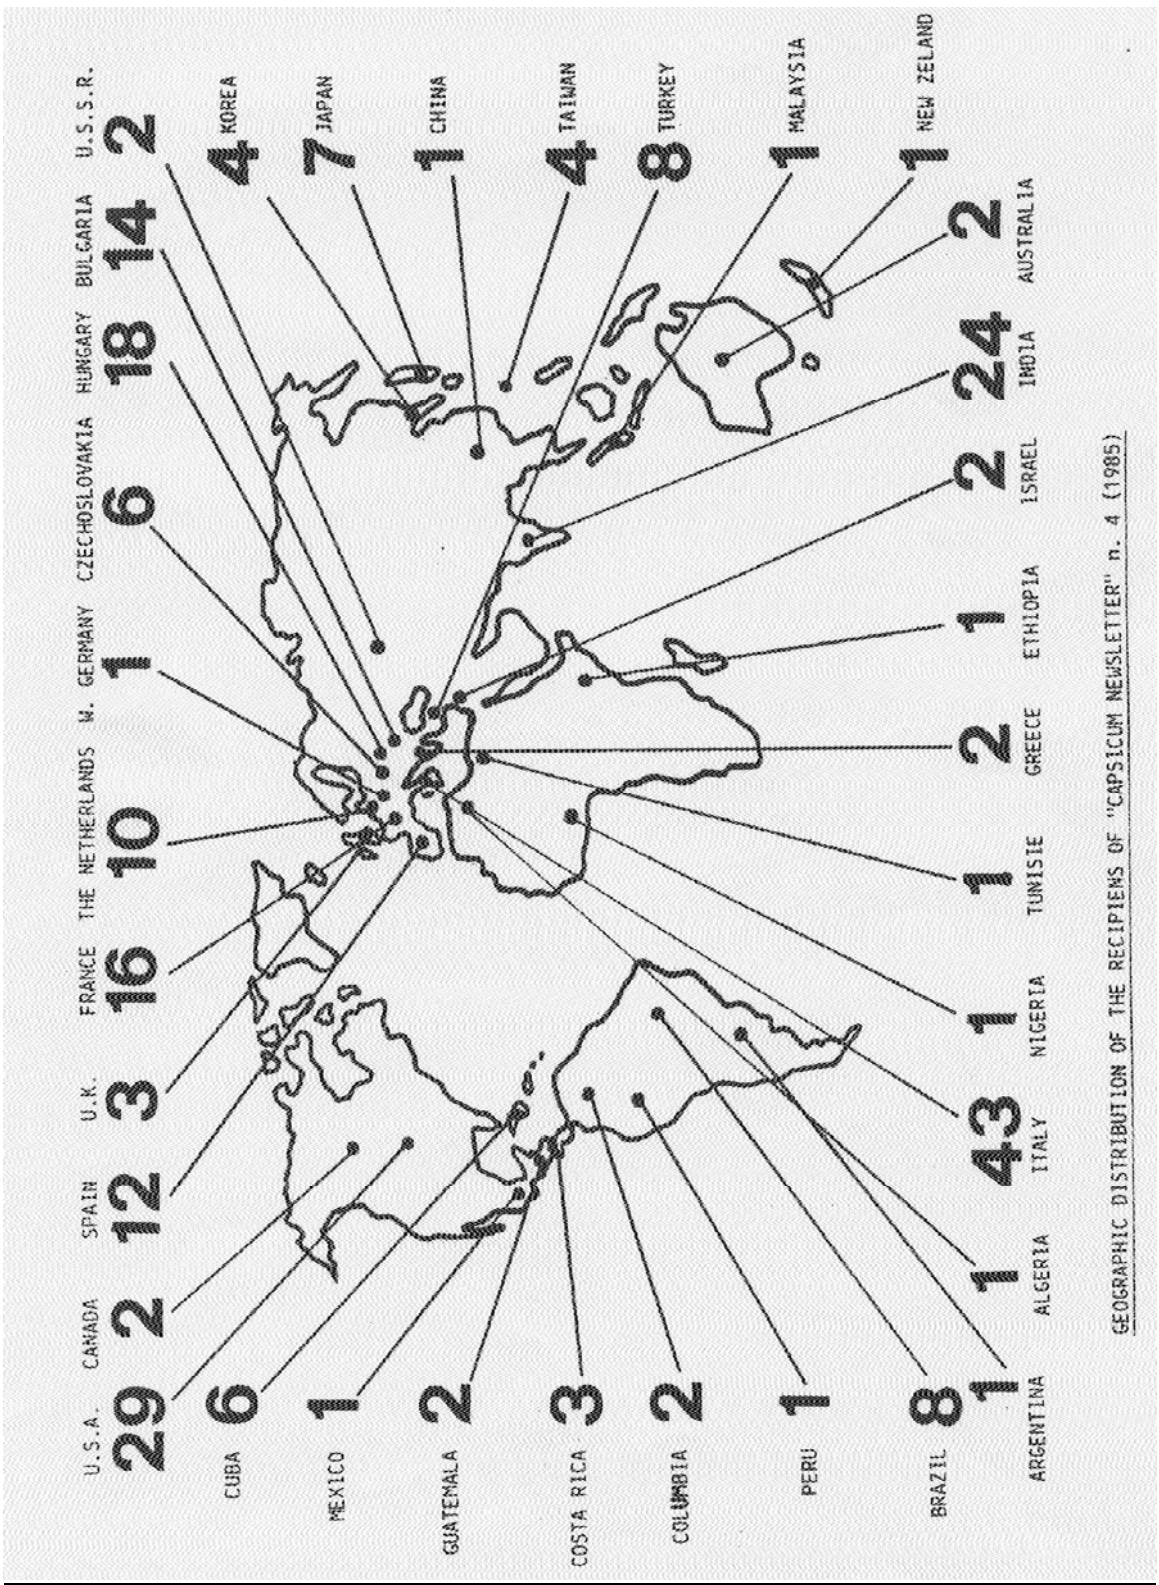 U.S.A. CANADA SPAIN U.K. FRANCE THE NETHERLANDS W. GERMANY CZECHOSLOVAKIA HUNGARY BULGARIA U.S.S.R.
29 2 12 3 16 10 1 6 18 14 2
CUBA
6
MEXICO
1
GUATEMALA
2
COSTA RICA
3
COLUMBIA
2
PERU
1
BRAZIL
8
4
KOREA
7
JAPAN
1
CHINA
4
TAIWAN
8
TURKEY
1
MALAYSIA
1
NEW ZELAND
1 1 43 1 1 2 1 2 24 2
ARGENTINA ALGERIA ITALY NIGERIA TUNISIE GREECE ETHIOPIA ISRAEL INDIA AUSTRALIA
GEOGRAPHIC DISTRIBUTION OF THE RECIPIENS OF "CAPSICUM NEWSLETTER" n. 4 (1985)